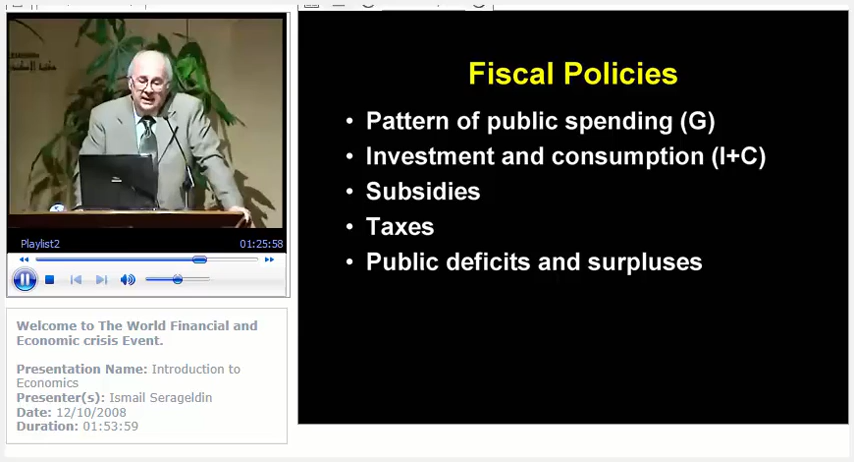 Playlist2
01:25:58
Welcome to The World Financial and
Economic crisis Event.
Presentation Name: Introduction to
Economics
Presenter(s): Ismail Serageldin
Date: 12/10/2008
Duration: 01:53:59
Fiscal Policies
• Pattern of public spending (G)
• Investment and consumption (I+C)
• Subsidies
• Taxes
• Public deficits and surpluses